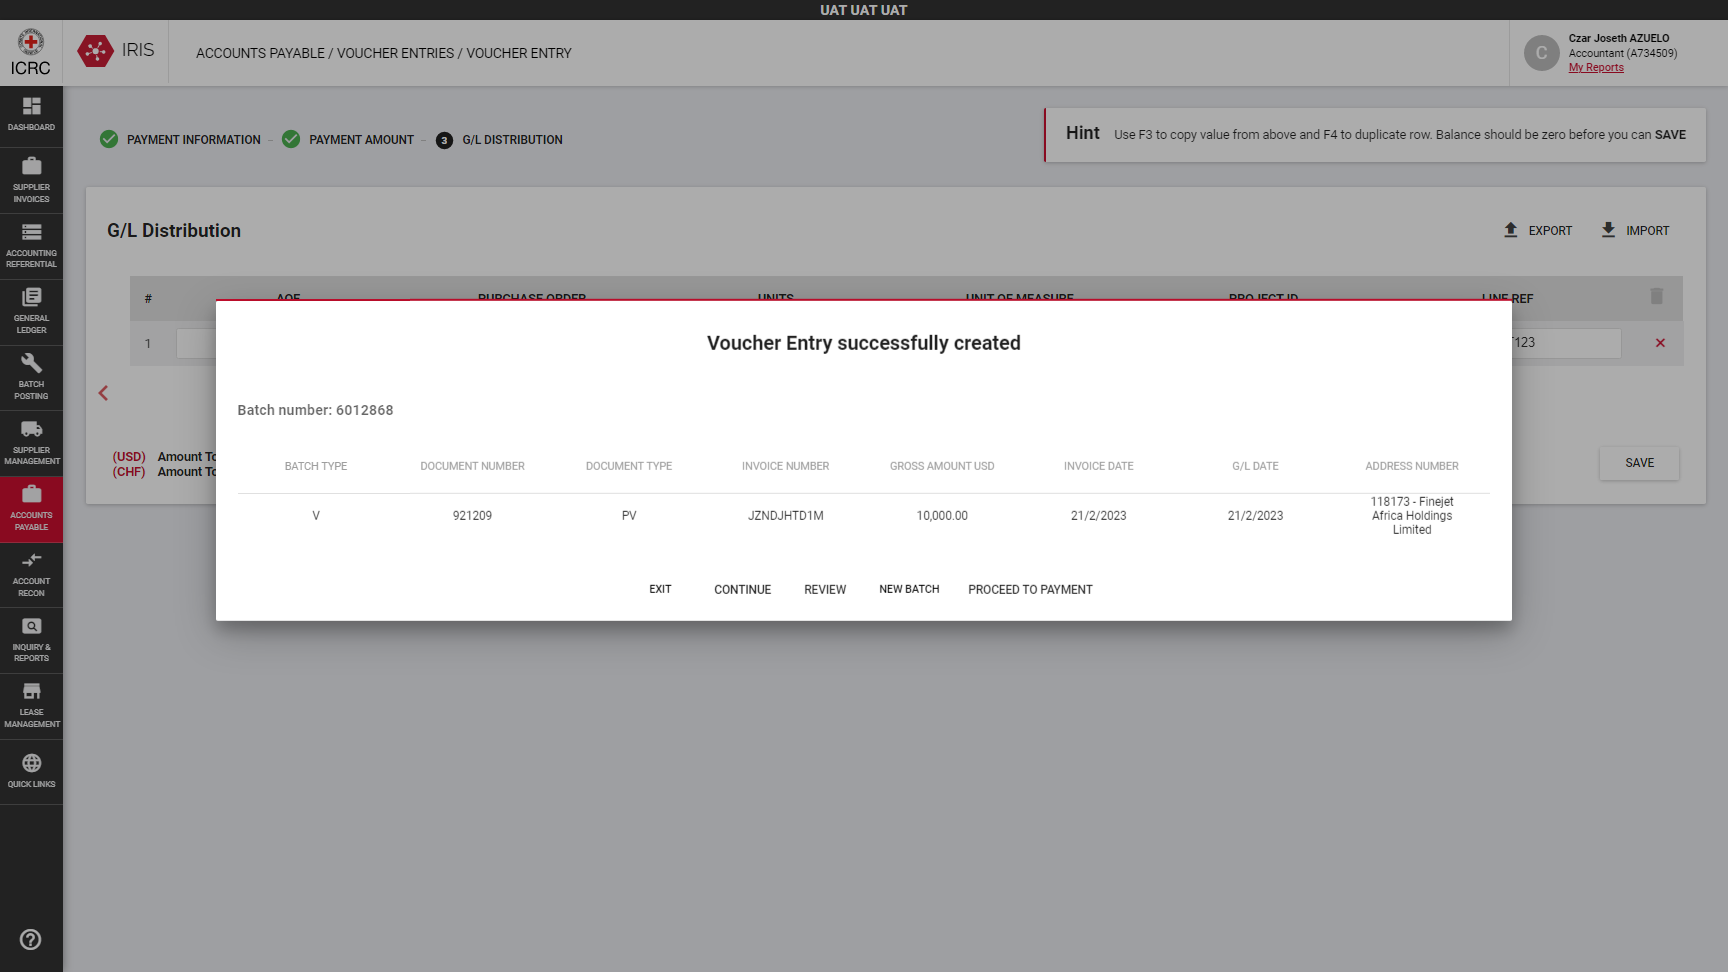 UAT UAT UAT
ICRC
IRIS
ACCOUNTS PAYABLE / VOUCHER ENTRIES / VOUCHER ENTRY
C
Czar Joseth AZUELO
Accountant (A734509)
My Reports
DASHBOARD
SUPPLIER
INVOICES
ACCOUNTING
REFERENTIAL
GENERAL
LEDGER
BATCH
POSTING
SUPPLIER
MANAGEMENT
ACCOUNTS
PAYABLE
ACCOUNT
RECON
INQUIRY &
REPORTS
LEASE
MANAGEMENT
QUICK LINKS
PAYMENT INFORMATION
PAYMENT AMOUNT
3 G/L DISTRIBUTION
Hint Use F3 to copy value from above and F4 to duplicate row. Balance should be zero before you can SAVE
G/L Distribution
EXPORT
IMPORT
# PURCHASE ORDER UNITS UNIT OF MEASURE PROJECT ID LINE REF
1
(USD) Amount To
(CHF) Amount To
SAVE
Voucher Entry successfully created
Batch number: 6012868
BATCH TYPE DOCUMENT NUMBER DOCUMENT TYPE INVOICE NUMBER GROSS AMOUNT USD INVOICE DATE G/L DATE ADDRESS NUMBER
V 921209 PV JZNDJHTD1M 10,000.00 21/2/2023 21/2/2023 118173 - Finejet
Africa Holdings
Limited
EXIT CONTINUE REVIEW NEW BATCH PROCEED TO PAYMENT